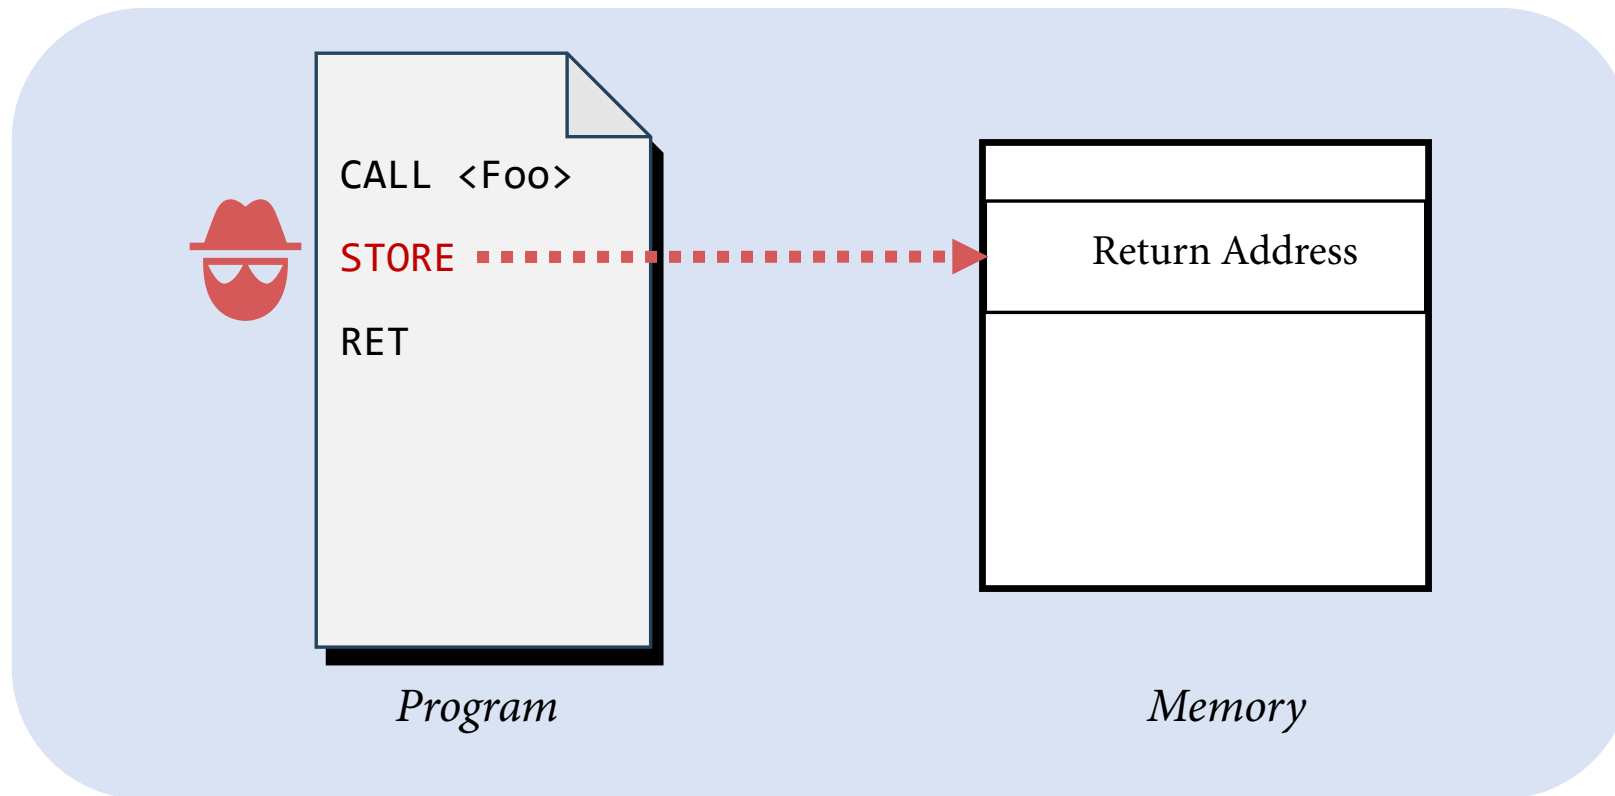 CALL <Foo>
STORE
RET
Return Address
Program
Memory